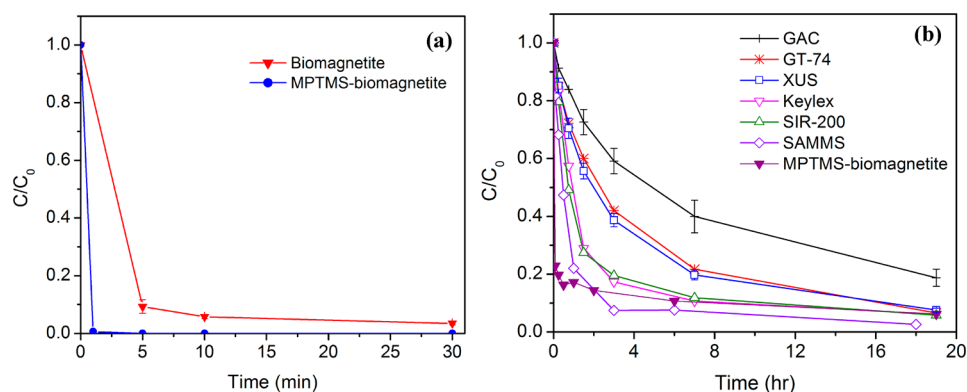 (a)
Biomagnetite
MPTMS-biomagnetite
C/C0
1.0
0.8
0.6
0.4
0.2
0.0
0
5
10
15
20
25
30
Time (min)
(b)
GAC
GT-74
XUS
Keylex
SIR-200
SAMMS
MPTMS-biomagnetite
C/C0
1.0
0.8
0.6
0.4
0.2
0.0
0
4
8
12
16
20
Time (hr)